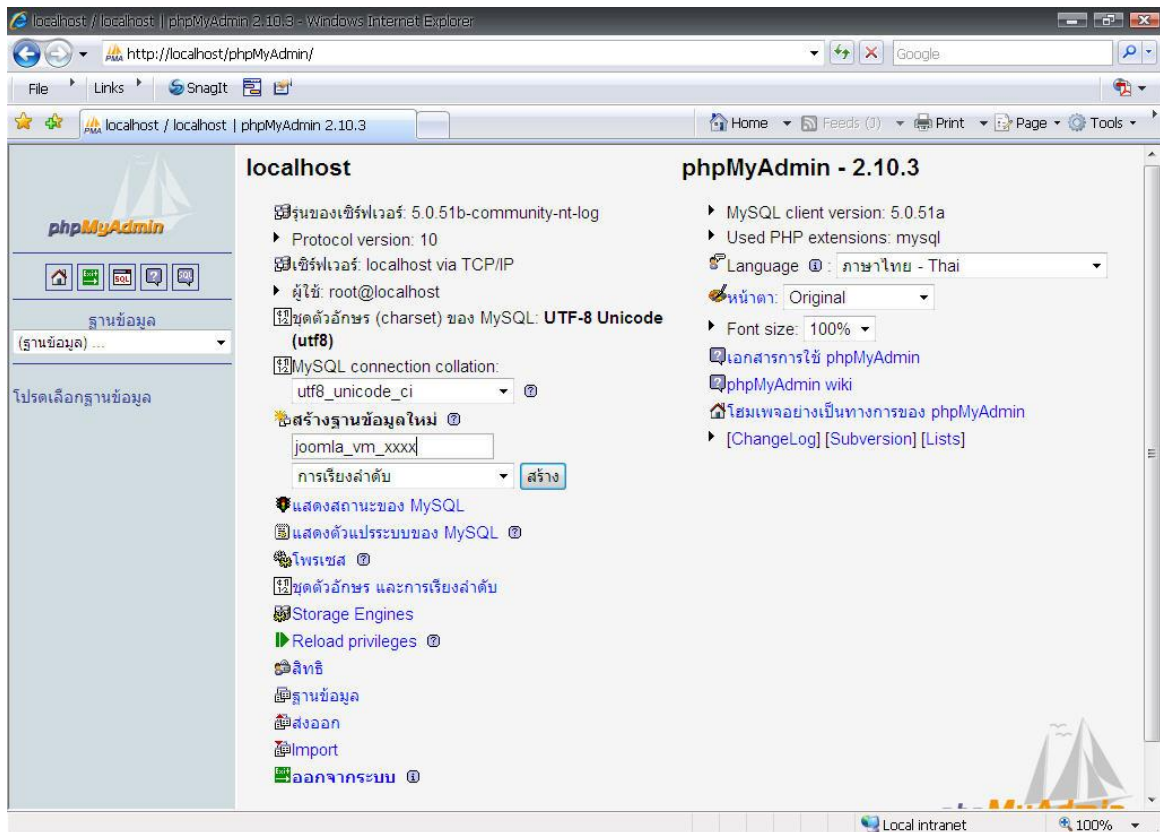 localhost / localhost | phpMyAdmin 2.10.3 - Windows Internet Explorer
http://localhost/phpMyAdmin/
Google
File Links SnagIt
localhost / localhost | phpMyAdmin 2.10.3
Home Feeds (J) Print Page Tools
phpMyAdmin
SQL
ฐานข้อมูล
(ฐานข้อมูล) ...
โปรดเลือกฐานข้อมูล
localhost
รุ่นของเซิร์ฟเวอร์: 5.0.51b-community-nt-log
Protocol version: 10
เซิร์ฟเวอร์: localhost via TCP/IP
ผู้ใช้: root@localhost
ชุดตัวอักษร (charset) ของ MySQL: UTF-8 Unicode
(utf8)
MySQL connection collation:
utf8_unicode_ci
สร้างฐานข้อมูลใหม่
joomla_vm_xxxx
การเรียงลำดับ สร้าง
แสดงสถานะของ MySQL
แสดงตัวแปรระบบของ MySQL
โพรเซส
ชุดตัวอักษร และการเรียงลำดับ
Storage Engines
Reload privileges
สิทธิ
ฐานข้อมูล
ส่งออก
Import
ออกจากระบบ
phpMyAdmin - 2.10.3
MySQL client version: 5.0.51a
Used PHP extensions: mysql
Language : ภาษาไทย - Thai
หน้าตา: Original
Font size: 100%
เอกสารการใช้ phpMyAdmin
phpMyAdmin wiki
โฮมเพจอย่างเป็นทางการของ phpMyAdmin
[ChangeLog] [Subversion] [Lists]
Local intranet 100%